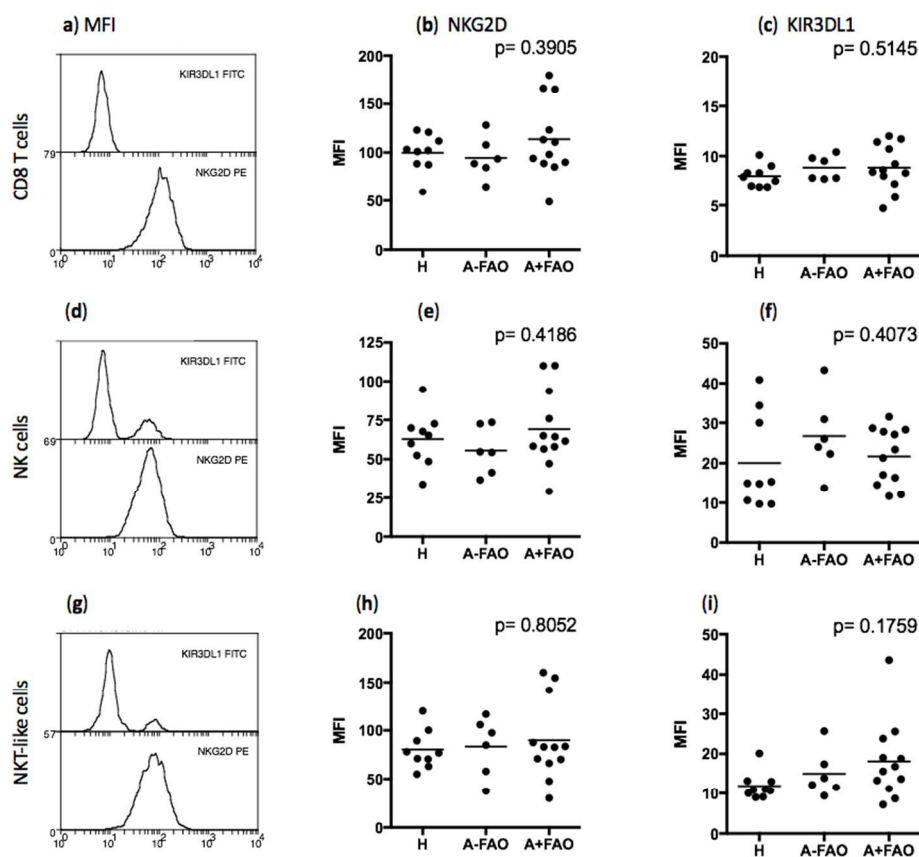 a) MFI
(b) NKG2D
(c) KIR3DL1
CD8 T cells
KIR3DL1 FITC
79
NKG2D PE
0
10^0 10^1 10^2 10^3 10^4
p= 0.3905
MFI
200
150
100
50
0
H A-FAO A+FAO
p= 0.5145
MFI
20
15
10
5
0
H A-FAO A+FAO
(d)
(e)
(f)
NK cells
KIR3DL1 FITC
69
NKG2D PE
0
10^0 10^1 10^2 10^3 10^4
p= 0.4186
MFI
125
100
75
50
25
0
H A-FAO A+FAO
p= 0.4073
MFI
50
40
30
20
10
0
H A-FAO A+FAO
(g)
(h)
(i)
NKT-like cells
KIR3DL1 FITC
57
NKG2D PE
0
10^0 10^1 10^2 10^3 10^4
p= 0.8052
MFI
200
150
100
50
0
H A-FAO A+FAO
p= 0.1759
MFI
50
40
30
20
10
0
H A-FAO A+FAO